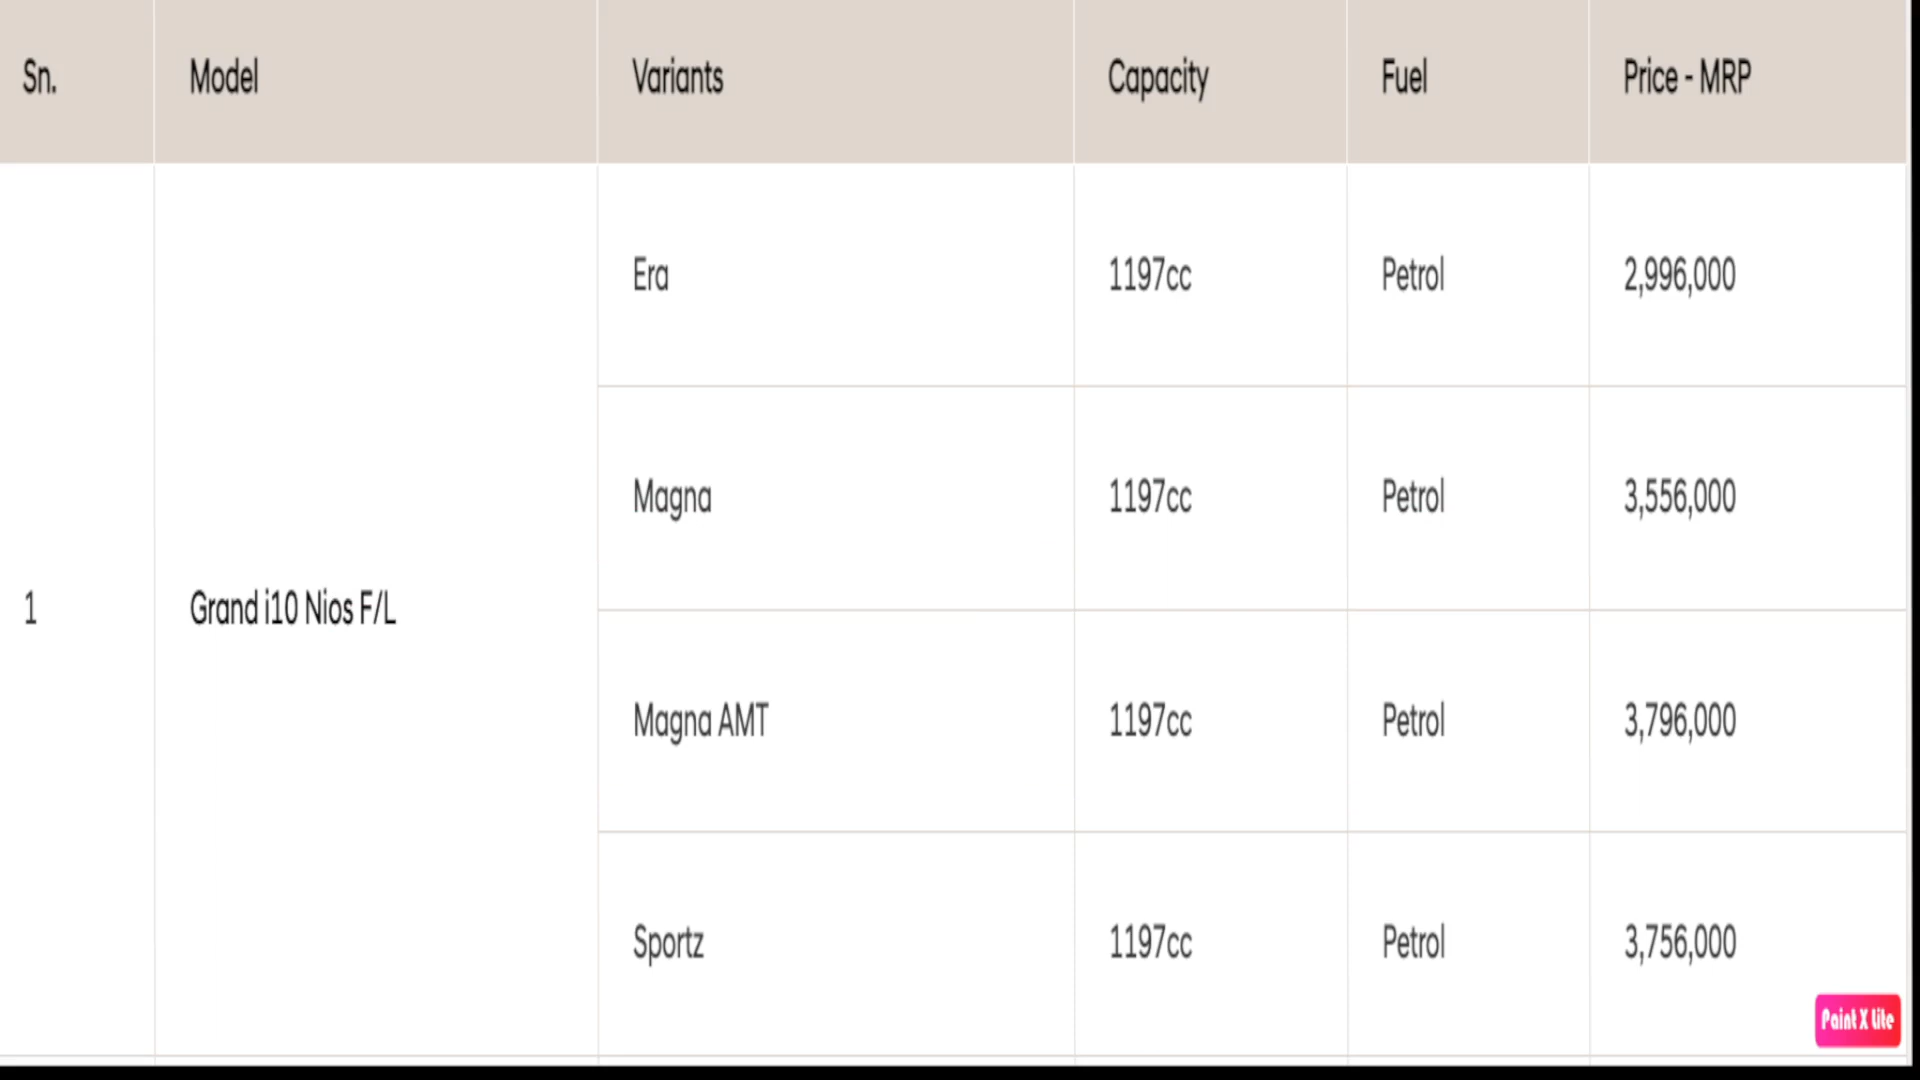 Sn. Model Variants Capacity Fuel Price - MRP
Era 1197cc Petrol 2,996,000
Magna 1197cc Petrol 3,556,000
1 Grand i10 Nios F/L
Magna AMT 1197cc Petrol 3,796,000
Sportz 1197cc Petrol 3,756,000
Paint X lite